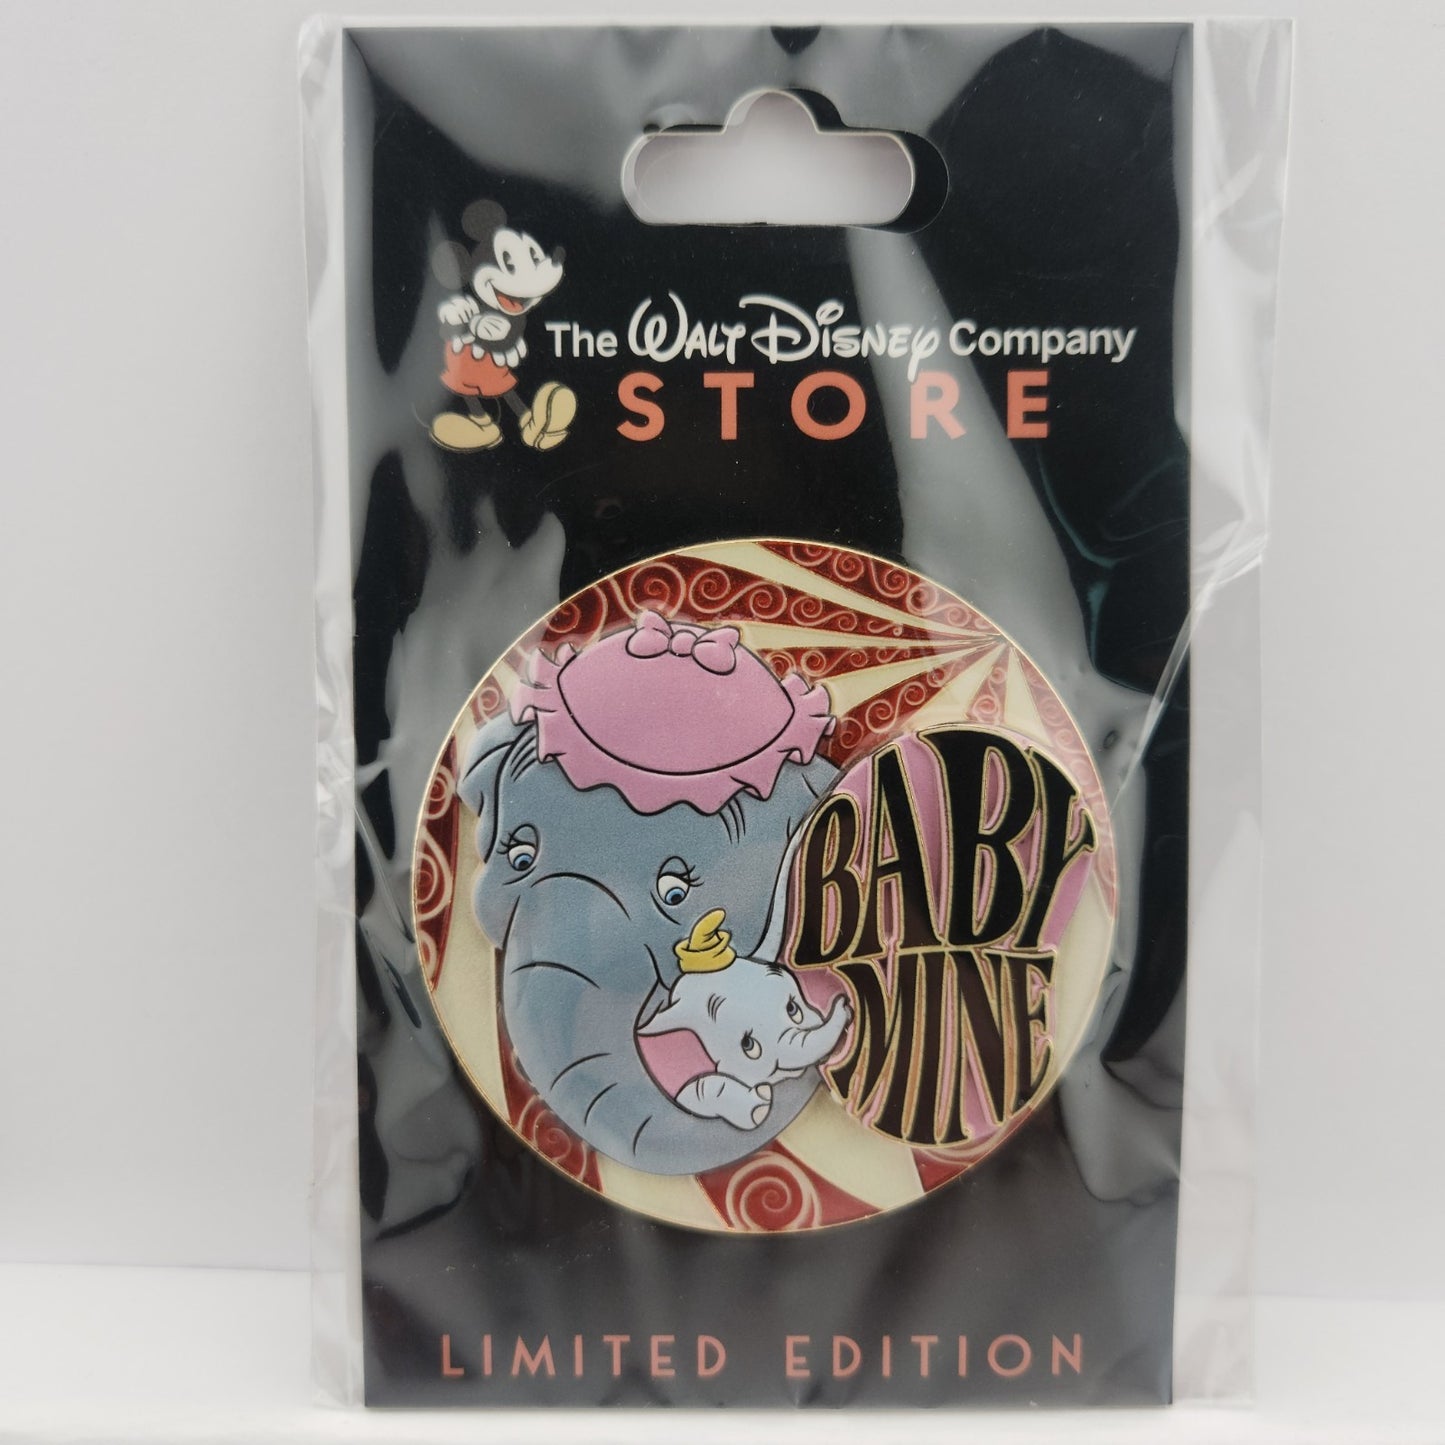 The Walt Disney Company
STORE
BABY
MINE
LIMITED EDITION